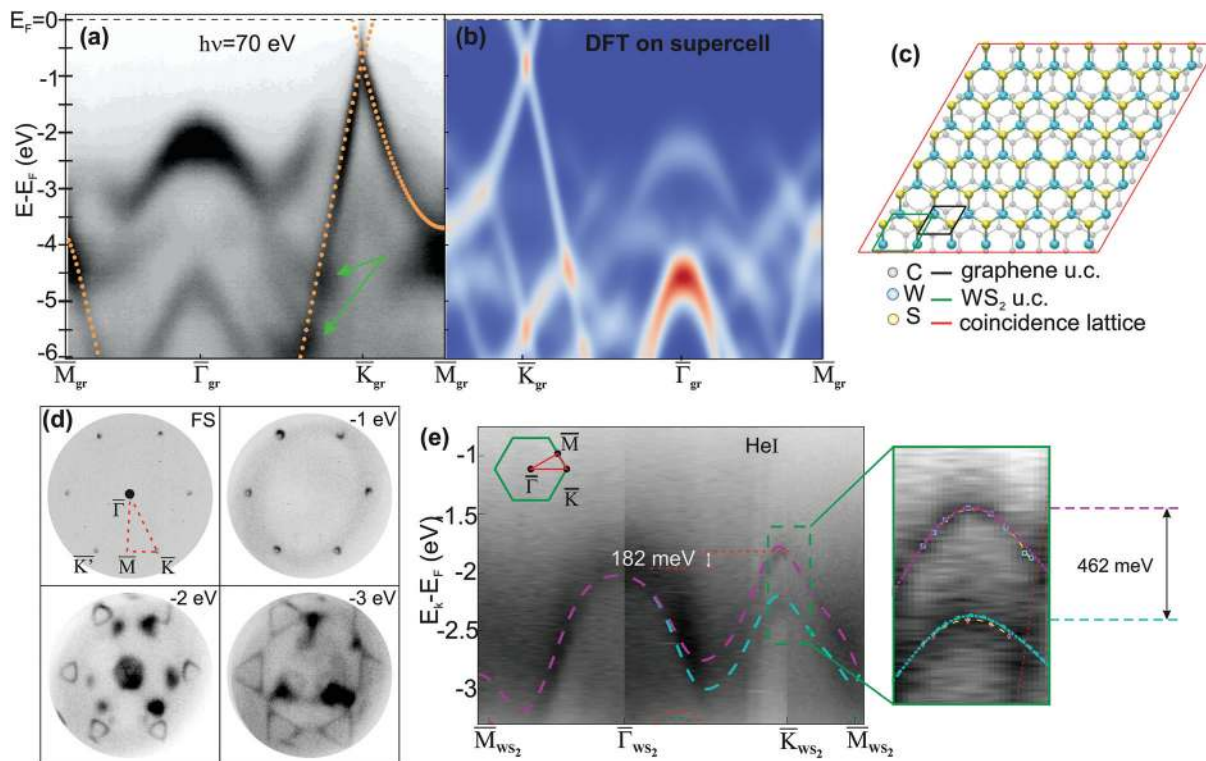 E_F=0
(a)
hν=70 eV
-1
-2
-3
-4
-5
-6
E-E_F (eV)
M̅_gr
Γ̅_gr
K̅_gr
M̅_gr
(b)
DFT on supercell
K̅_gr
Γ̅_gr
M̅_gr
(c)
C
W
S
graphene u.c.
WS₂ u.c.
coincidence lattice
(d)
FS
Γ̅
K̅'
M̅
K̅
-1 eV
-2 eV
-3 eV
(e)
HeI
M̅
Γ̅
K̅
-1
-1.5
-2
-2.5
-3
E_k-E_F (eV)
182 meV
M̅_WS₂
Γ̅_WS₂
K̅_WS₂
M̅_WS₂
462 meV